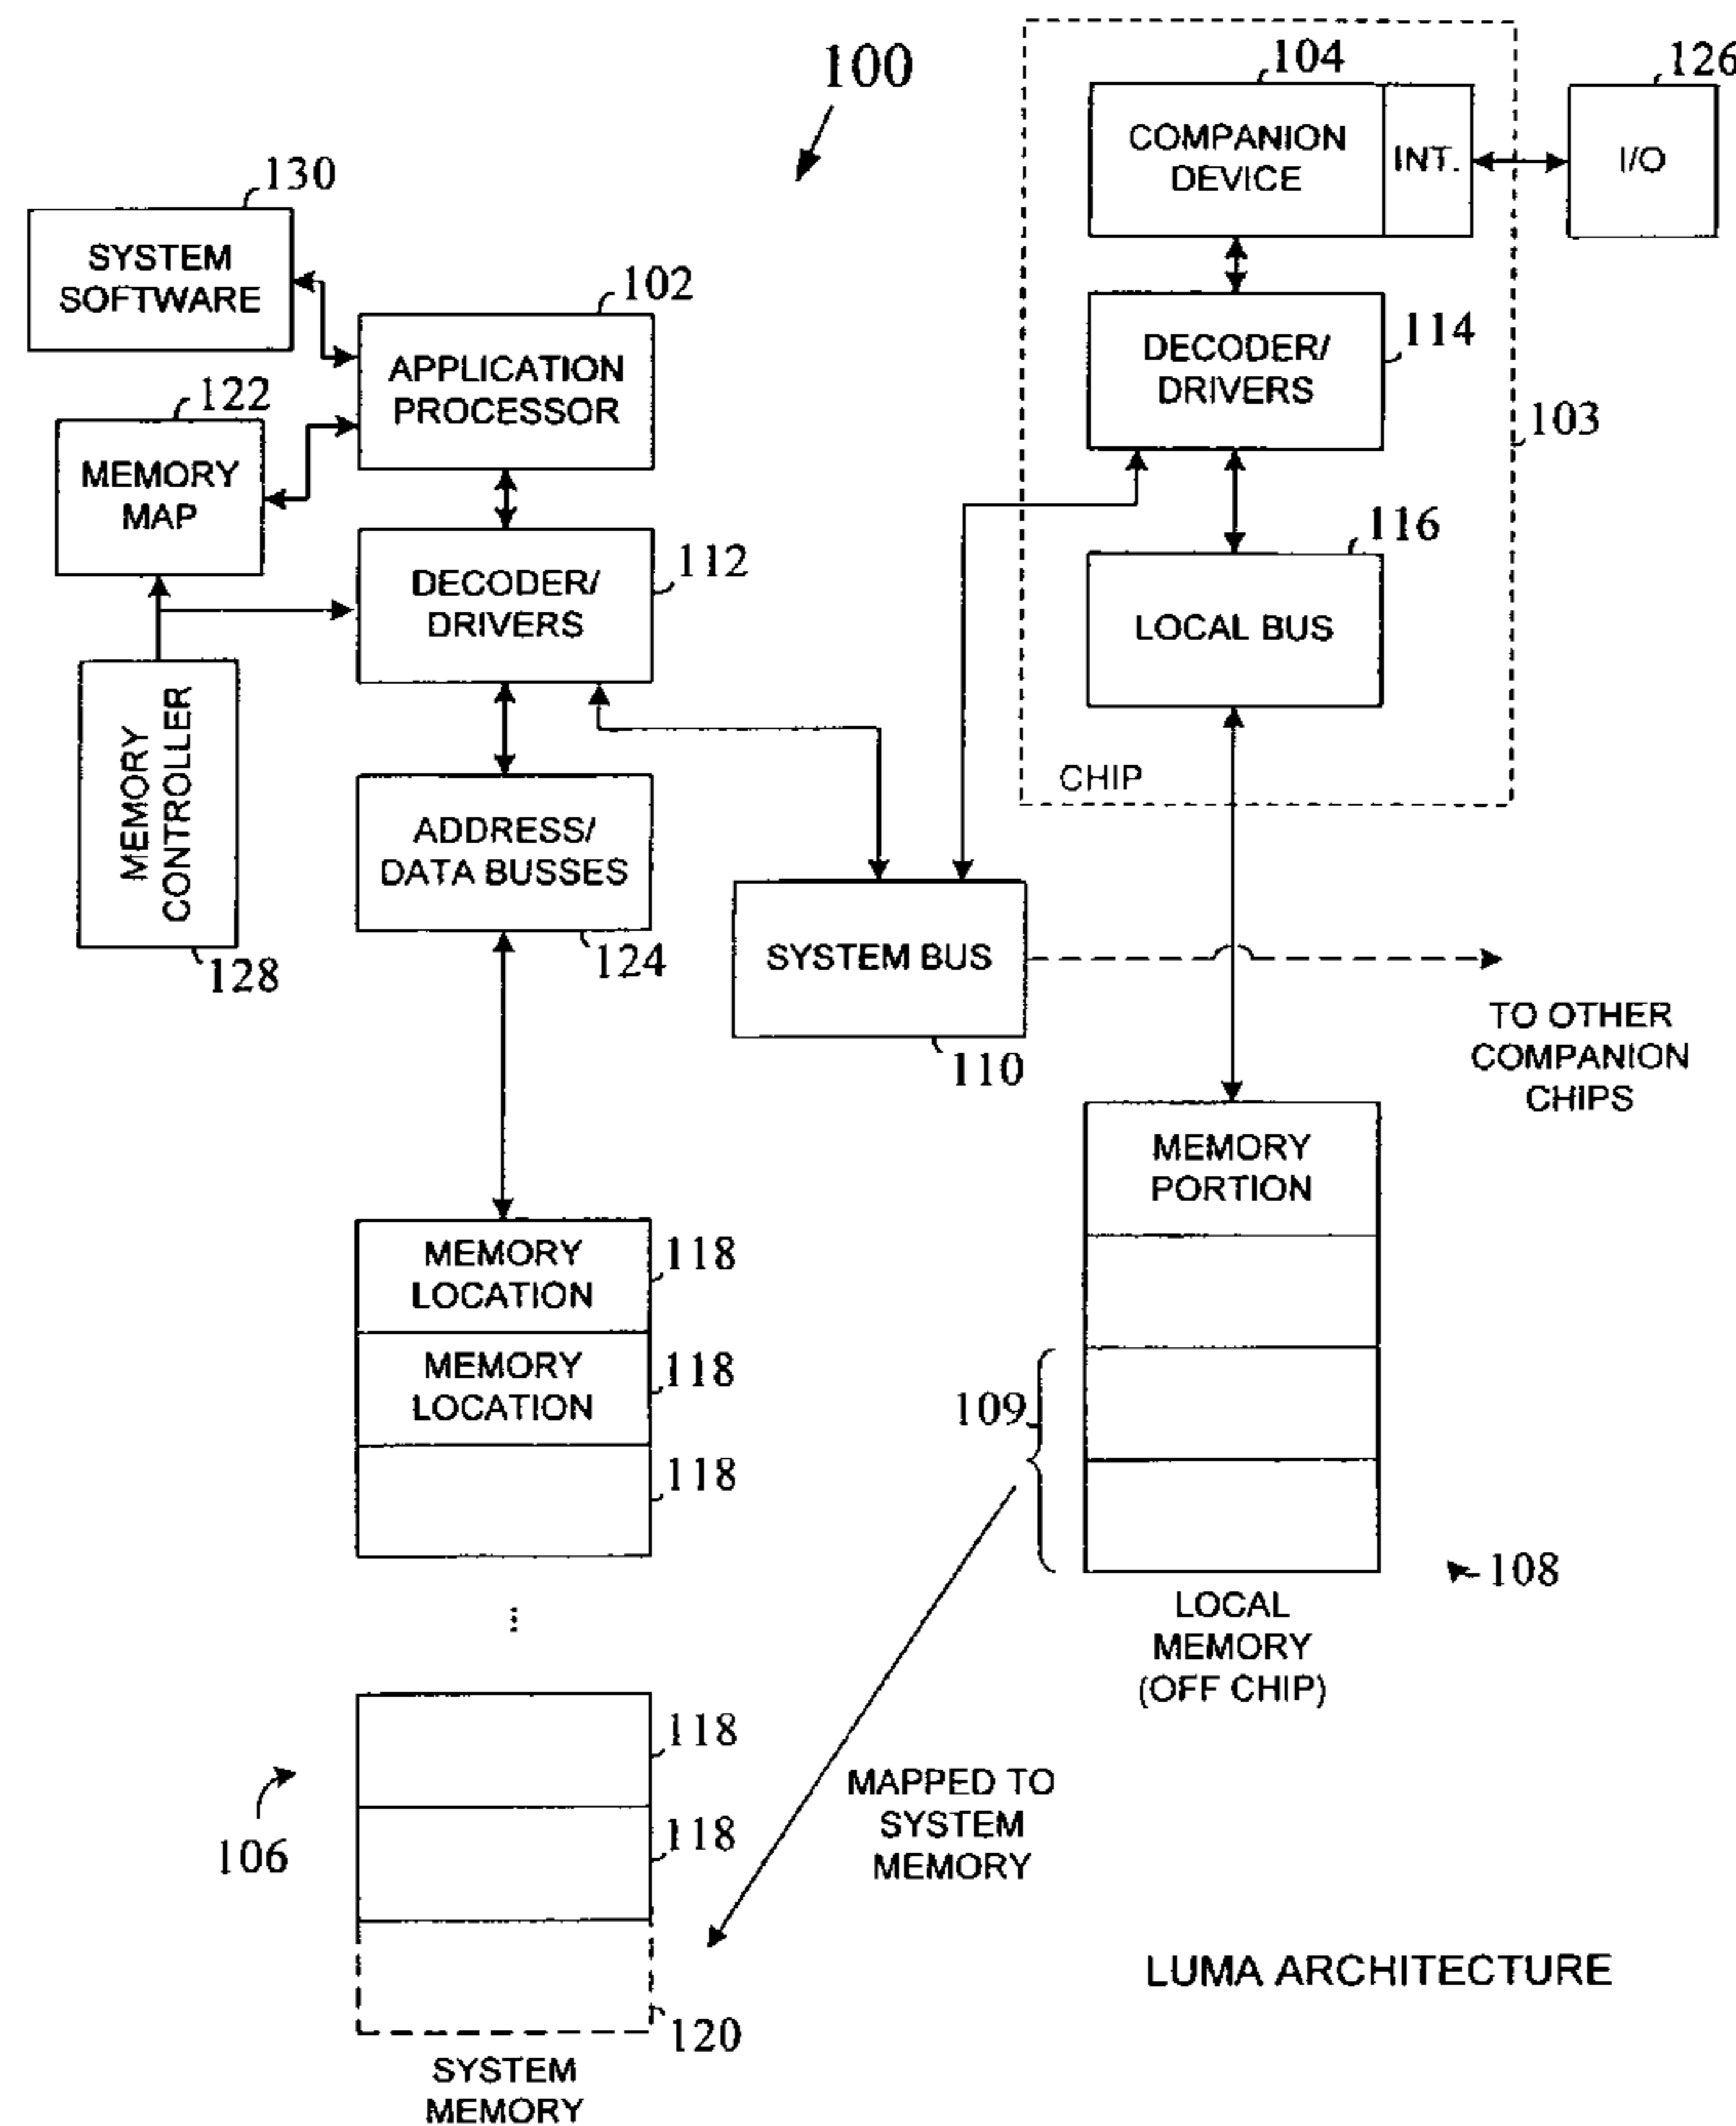 100
104
126
COMPANION
DEVICE
INT.
I/O
130
SYSTEM
SOFTWARE
102
APPLICATION
PROCESSOR
DECODER/
DRIVERS
114
103
122
MEMORY
MAP
DECODER/
DRIVERS
112
116
LOCAL BUS
MEMORY
CONTROLLER
128
CHIP
ADDRESS/
DATA BUSSES
124
SYSTEM BUS
110
TO OTHER
COMPANION
CHIPS
MEMORY
PORTION
MEMORY
LOCATION
118
MEMORY
LOCATION
118
118
109
108
LOCAL
MEMORY
(OFF CHIP)
...
118
118
106
MAPPED TO
SYSTEM
MEMORY
120
SYSTEM
MEMORY
LUMA ARCHITECTURE